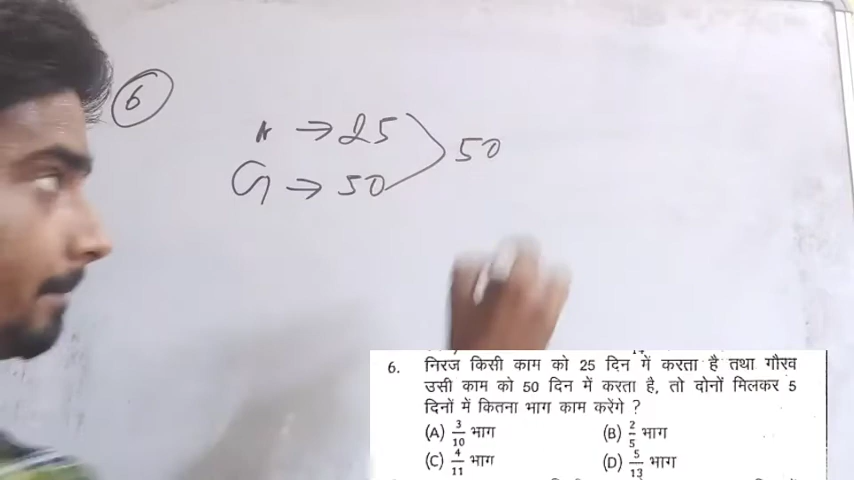 6
N → 25
G → 50
50
6. निरज किसी काम को 25 दिन में करता है तथा गौरव
उसी काम को 50 दिन में करता है, तो दोनों मिलकर 5
दिनों में कितना भाग काम करेंगे ?
(A) 3/10 भाग (B) 2/5 भाग
(C) 4/11 भाग (D) 5/13 भाग